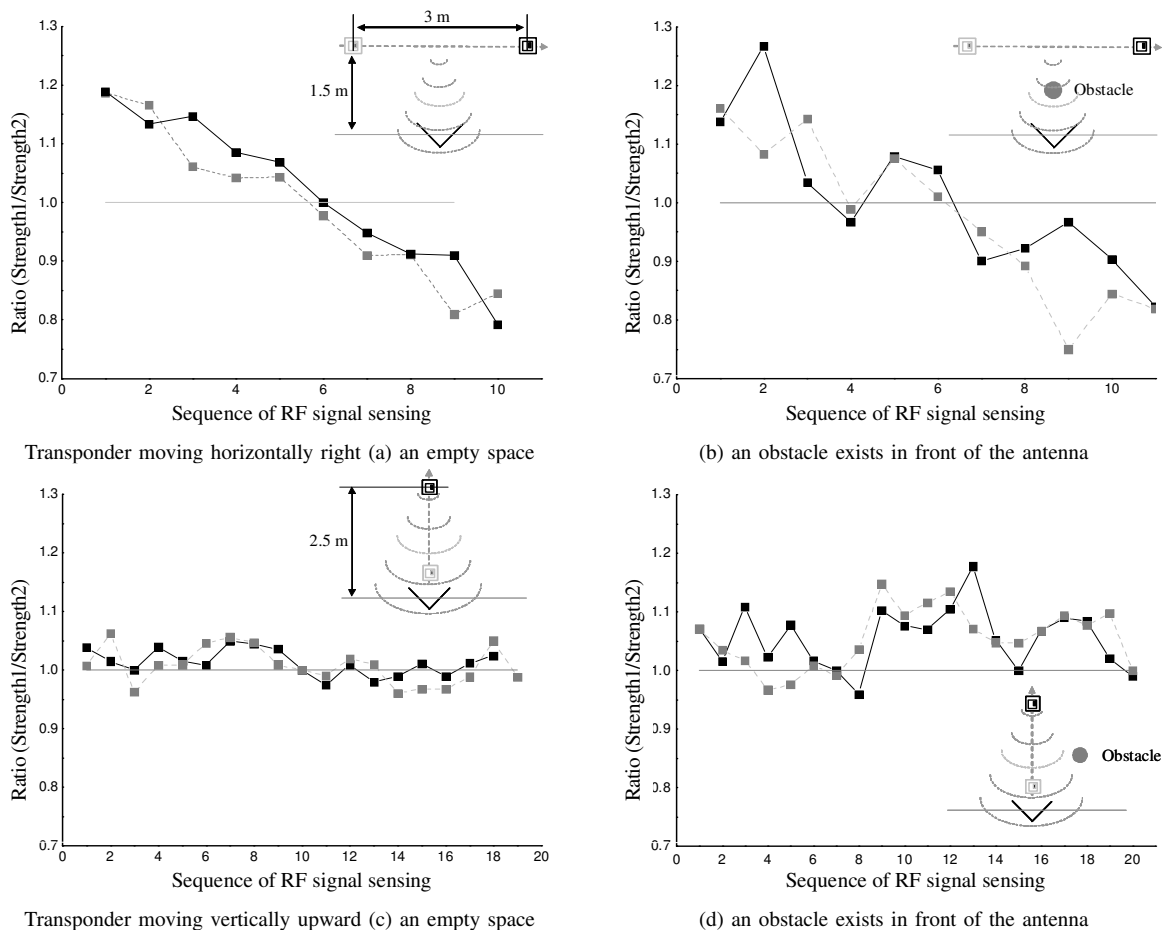 1.3
1.2
1.1
1.0
0.9
0.8
0.7
0 2 4 6 8 10
Ratio (Strength1/Strength2)
Sequence of RF signal sensing
3 m
1.5 m
Transponder moving horizontally right (a) an empty space
1.3
1.2
1.1
1.0
0.9
0.8
0.7
0 2 4 6 8 10
Ratio (Strength1/Strength2)
Sequence of RF signal sensing
Obstacle
(b) an obstacle exists in front of the antenna
1.3
1.2
1.1
1.0
0.9
0.8
0.7
0 2 4 6 8 10 12 14 16 18 20
Ratio (Strength1/Strength2)
Sequence of RF signal sensing
2.5 m
Transponder moving vertically upward (c) an empty space
1.3
1.2
1.1
1.0
0.9
0.8
0.7
0 2 4 6 8 10 12 14 16 18 20
Ratio (Strength1/Strength2)
Sequence of RF signal sensing
Obstacle
(d) an obstacle exists in front of the antenna